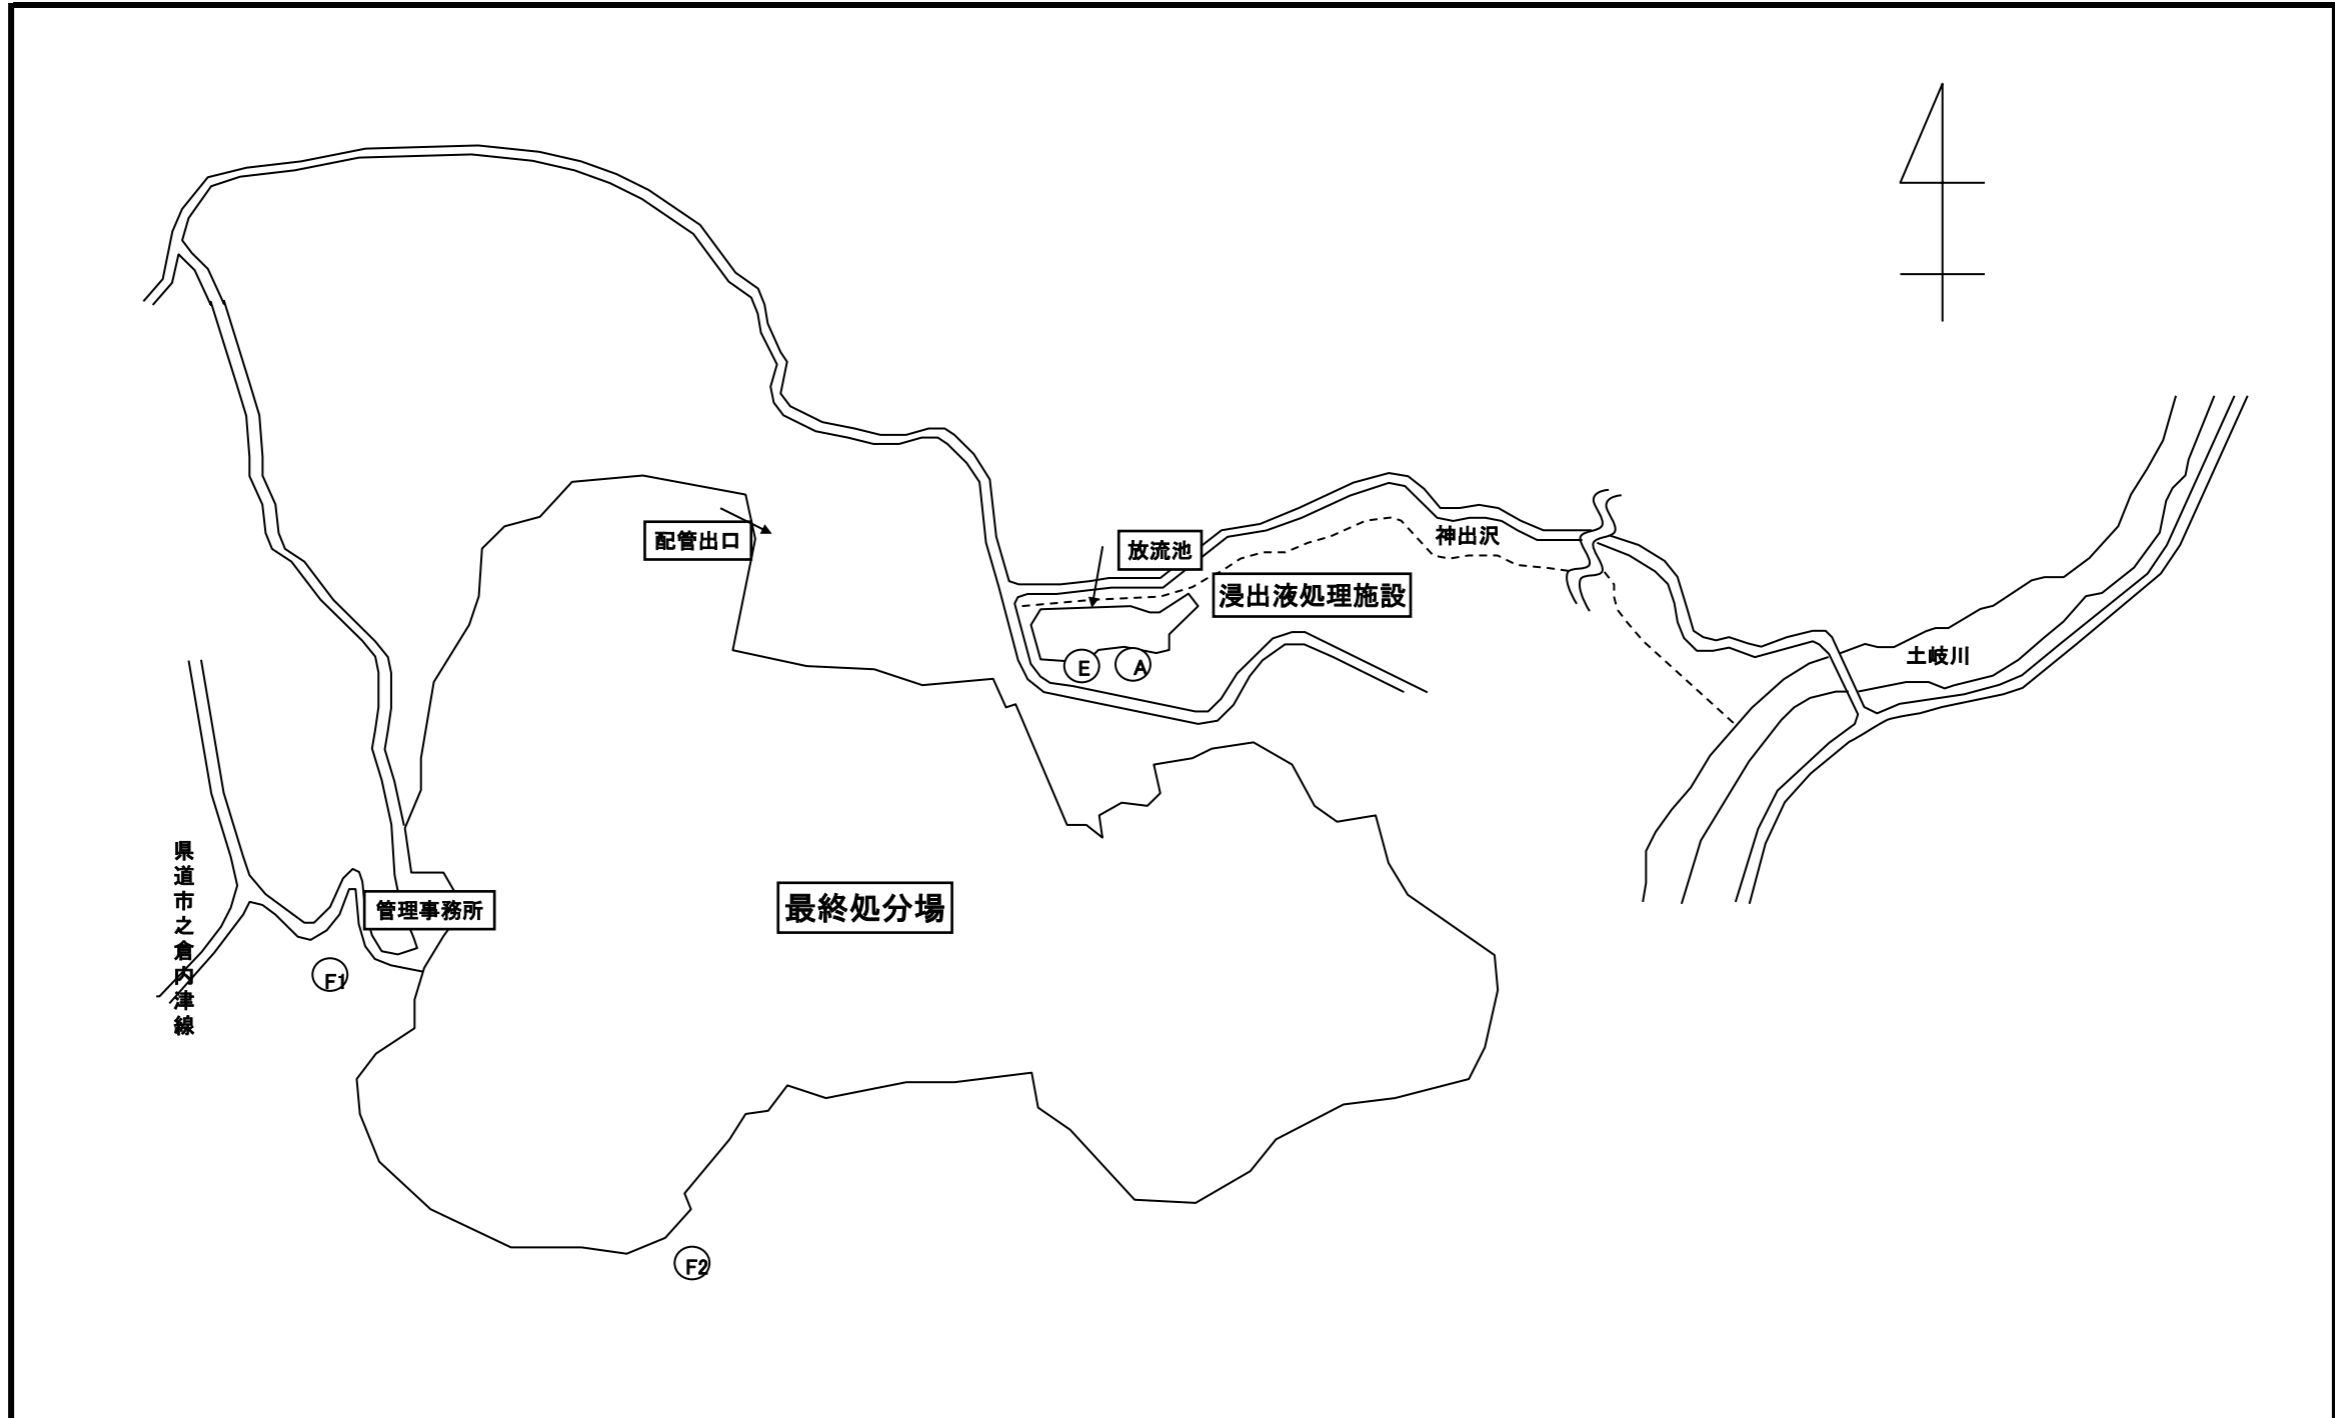 配管出口
放流池
神出沢
浸出液処理施設
土岐川
E
A
県道市之倉内津線
管理事務所
最終処分場
F1
F2